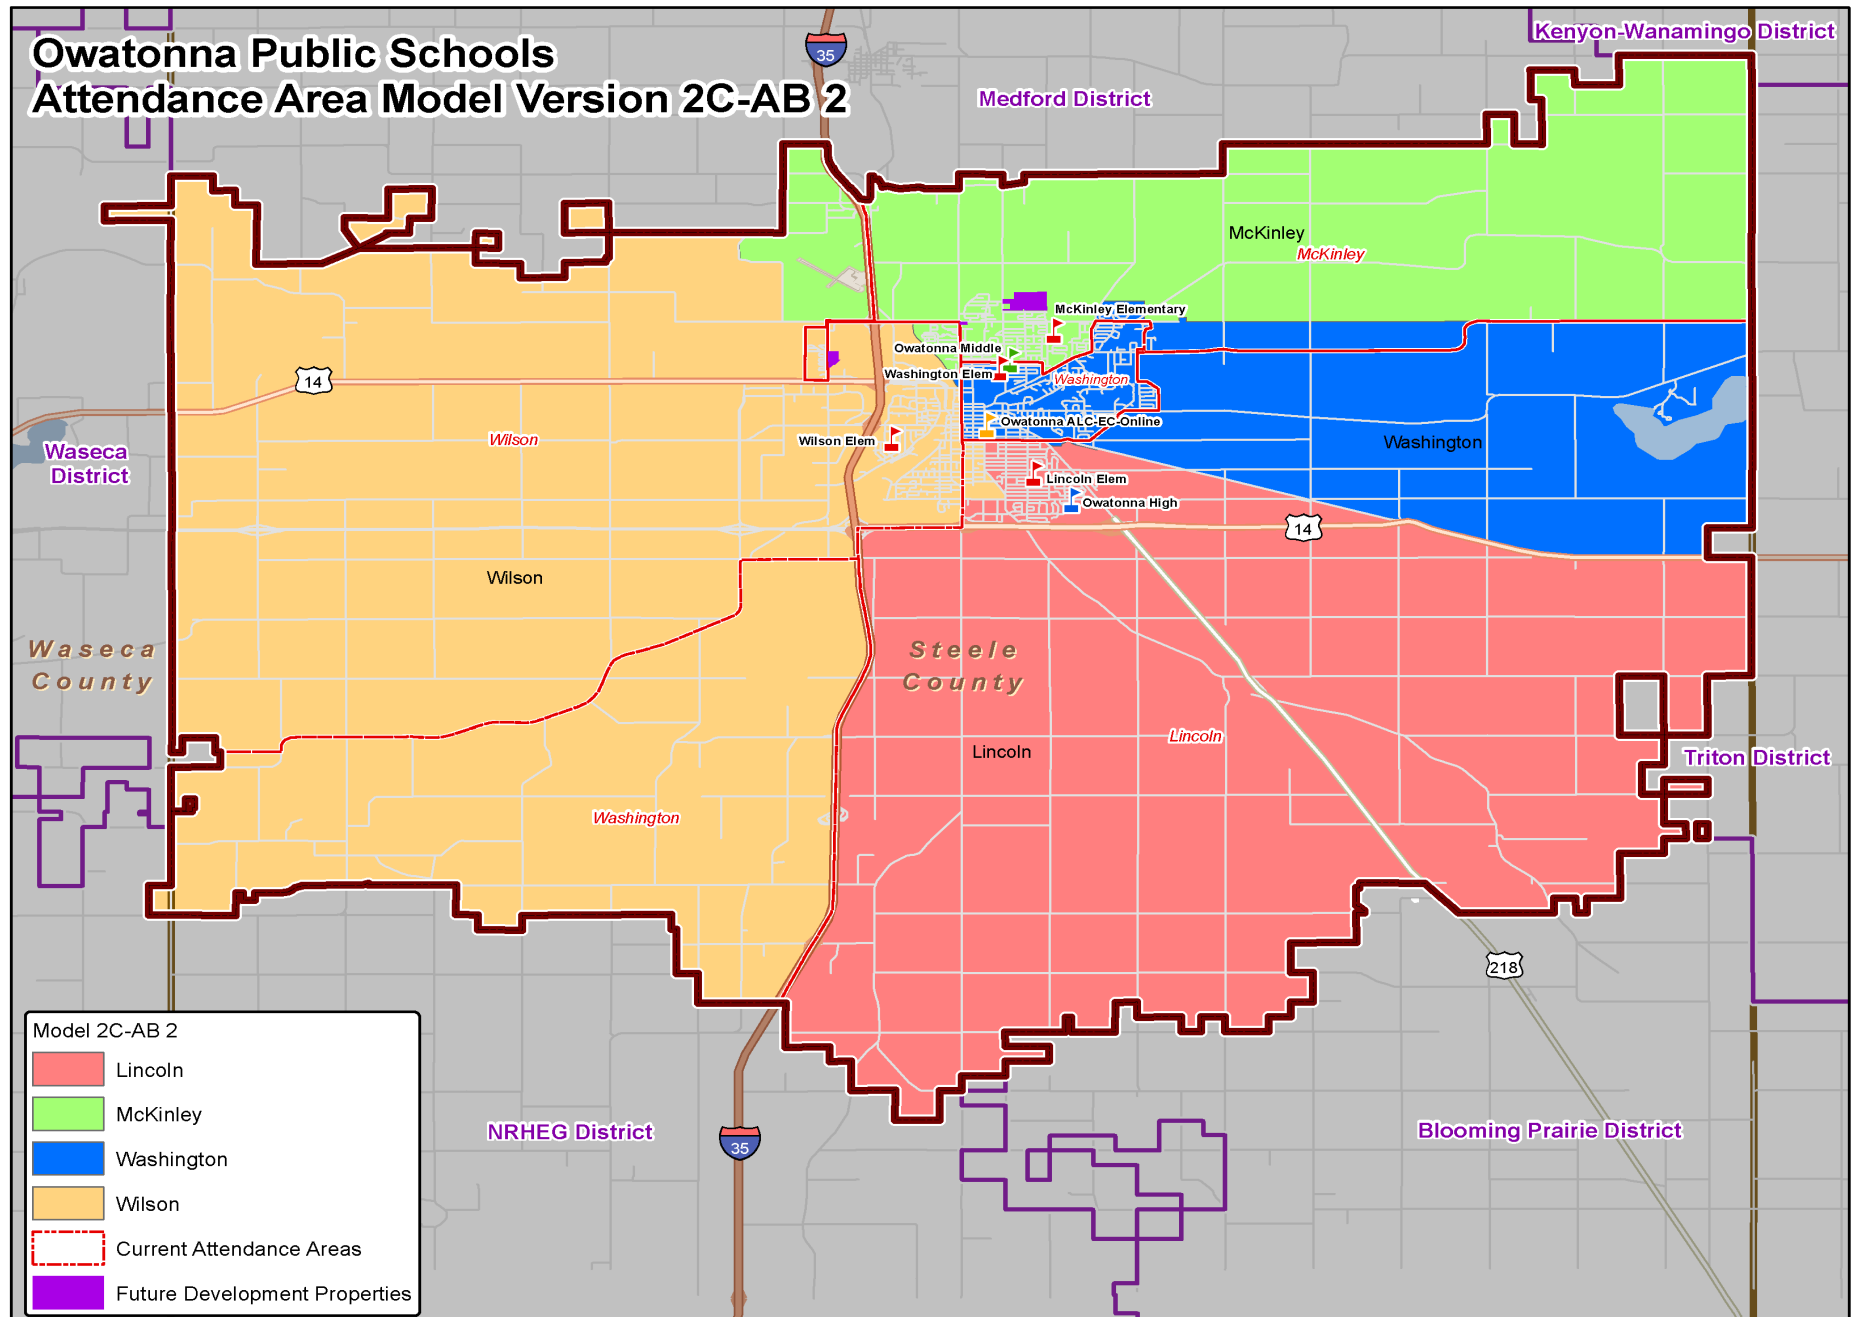 Owatonna Public Schools
Attendance Area Model Version 2C-AB 2
35
Kenyon-Wanamingo District
Medford District
McKinley
McKinley
McKinley Elementary
Owatonna Middle
Washington Elem
Washington
14
Owatonna ALC-EC-Online
Wilson
Wilson Elem
Washington
Waseca
District
Lincoln Elem
Owatonna High
14
Wilson
Waseca
County
Steele
County
Lincoln
Lincoln
Triton District
Washington
218
Model 2C-AB 2
Lincoln
McKinley
Washington
Wilson
Current Attendance Areas
Future Development Properties
NRHEG District
35
Blooming Prairie District